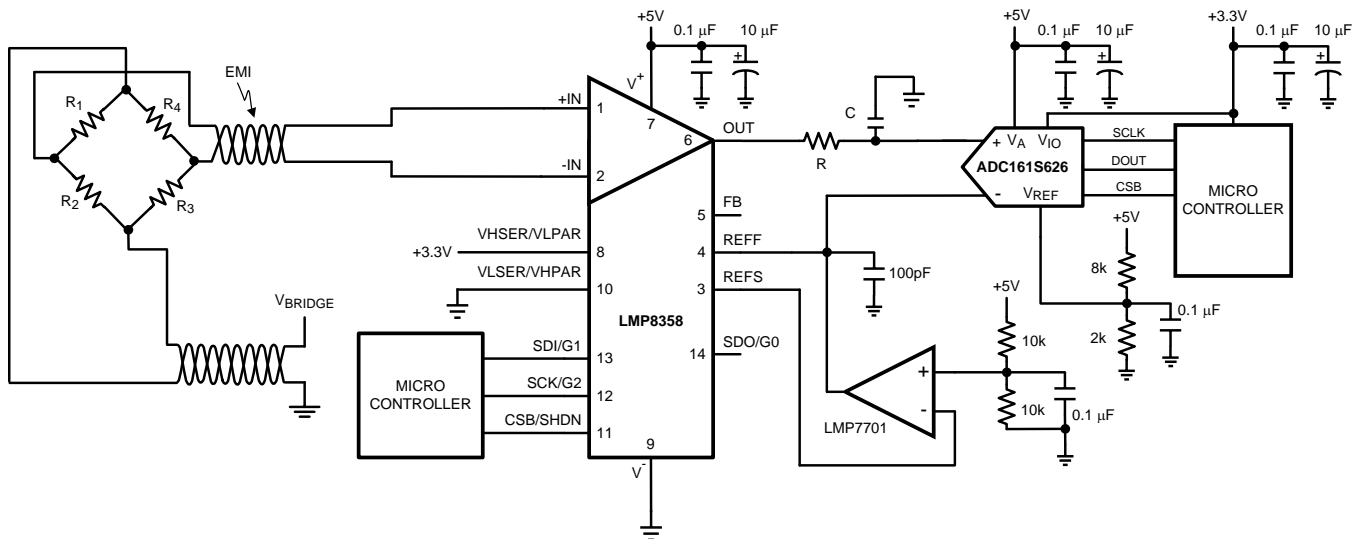 +5V
0.1 μF
10 μF
+5V
0.1 μF
10 μF
+3.3V
0.1 μF
10 μF
EMI
R1
R4
R2
R3
+IN
1
-IN
2
V+
7
6
OUT
R
C
+
-
VA
VIO
ADC161S626
VREF
SCLK
DOUT
CSB
MICRO
CONTROLLER
5
FB
4
REFF
3
REFS
100pF
VHSER/VLPAR
+3.3V
8
VLSER/VHPAR
10
LMP8358
VBRIDGE
14
SDO/G0
MICRO
CONTROLLER
SDI/G1
13
SCK/G2
12
CSB/SHDN
11
9
V-
+5V
8k
2k
0.1 μF
+5V
10k
10k
0.1 μF
+
-
LMP7701